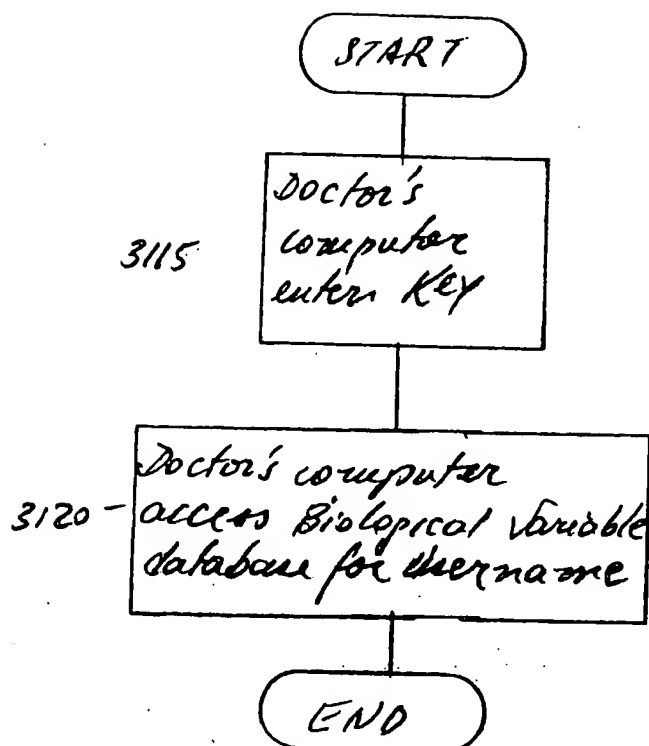 START
3115
Doctor's
computer
enters Key
3120
Doctor's computer
access Biological Variable
database for Username
END